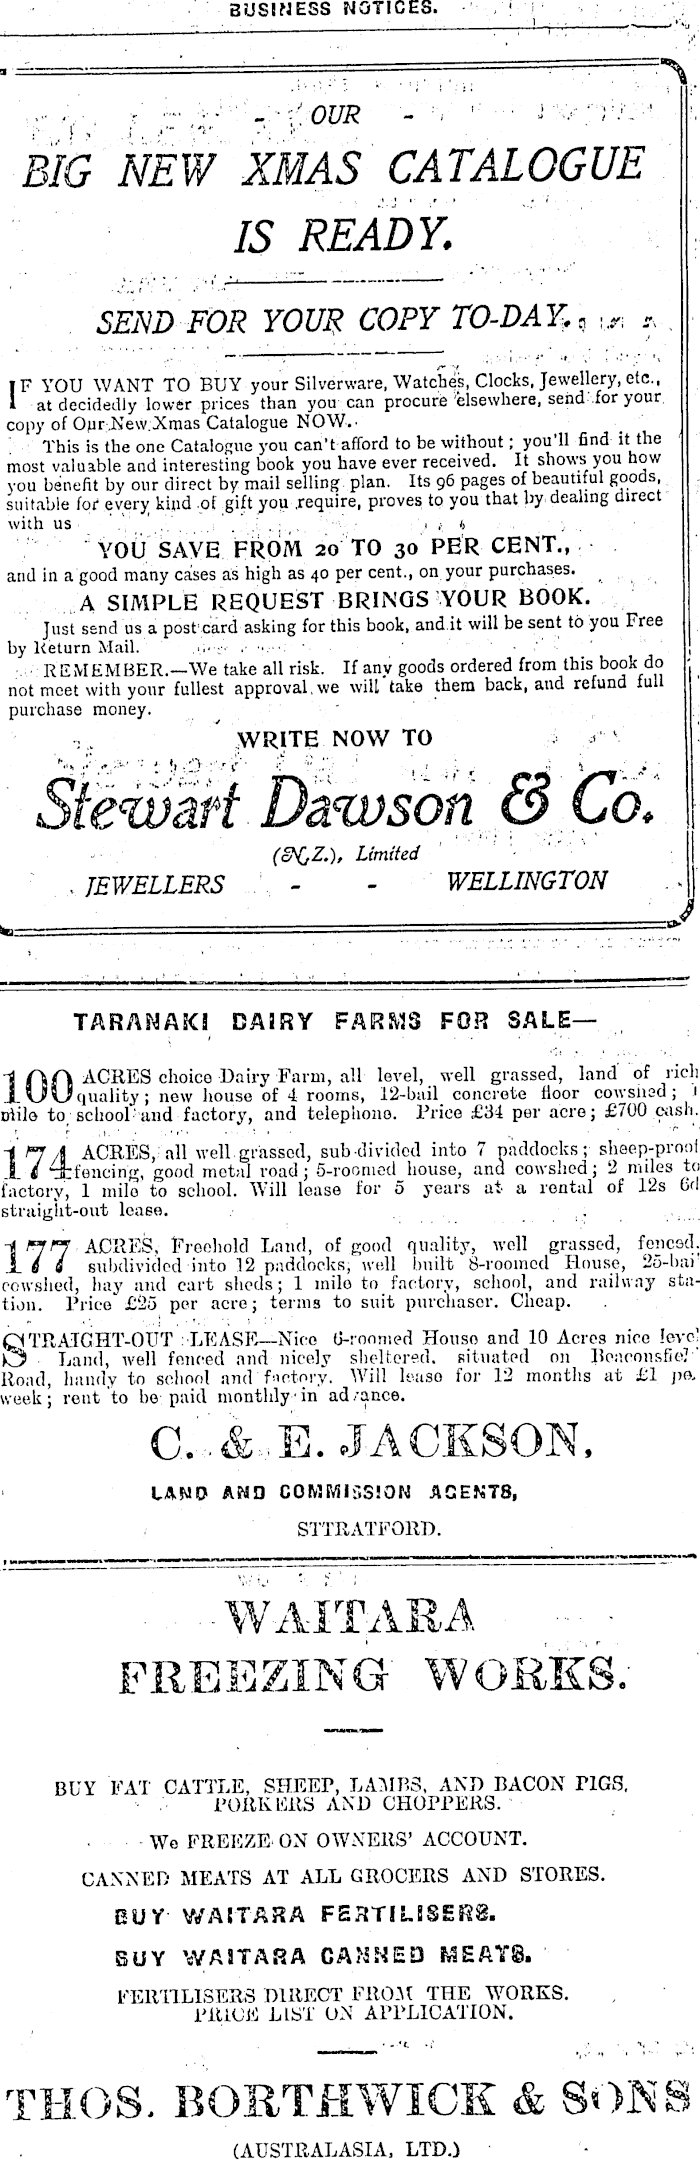 BUSINESS NOTICES.
- OUR -
BIG NEW XMAS CATALOGUE
IS READY.
SEND FOR YOUR COPY TO-DAY.
IF YOU WANT TO BUY your Silverware, Watches, Clocks, Jewellery, etc.,
at decidedly lower prices than you can procure elsewhere, send for your
copy of Our New Xmas Catalogue NOW.
This is the one Catalogue you can't afford to be without; you'll find it the
most valuable and interesting book you have ever received. It shows you how
you benefit by our direct by mail selling plan. Its 96 pages of beautiful goods,
suitable for every kind of gift you require, proves to you that by dealing direct
with us
YOU SAVE FROM 20 TO 30 PER CENT.,
and in a good many cases as high as 40 per cent., on your purchases.
A SIMPLE REQUEST BRINGS YOUR BOOK.
Just send us a post card asking for this book, and it will be sent to you Free
by Return Mail.
REMEMBER.—We take all risk. If any goods ordered from this book do
not meet with your fullest approval we will take them back, and refund full
purchase money.
WRITE NOW TO
Stewart Dawson & Co.
(N.Z.), Limited
JEWELLERS - - WELLINGTON
TARANAKI DAIRY FARMS FOR SALE—
100 ACRES choice Dairy Farm, all level, well grassed, land of rich
quality; new house of 4 rooms, 12-bail concrete floor cowshed; 1
mile to school and factory, and telephone. Price £34 per acre; £700 cash.
174 ACRES, all well grassed, sub-divided into 7 paddocks; sheep-proof
fencing, good metal road; 5-roomed house, and cowshed; 2 miles to
factory, 1 mile to school. Will lease for 5 years at a rental of 12s 6d
straight-out lease.
177 ACRES, Freehold Land, of good quality, well grassed, fenced,
subdivided into 12 paddocks, well built 8-roomed House, 25-bai
cowshed, hay and cart sheds; 1 mile to factory, school, and railway sta-
tion. Price £25 per acre; terms to suit purchaser. Cheap.
STRAIGHT-OUT LEASE—Nice 6-roomed House and 10 Acres nice level
Land, well fenced and nicely sheltered, situated on Beaconsfiel
Road, handy to school and factory. Will lease for 12 months at £1 pe.
week; rent to be paid monthly in advance.
C. & E. JACKSON,
LAND AND COMMISSION AGENTS,
STTRATFORD.
WAITARA
FREEZING WORKS.
BUY FAT CATTLE, SHEEP, LAMBS, AND BACON PIGS,
PORKERS AND CHOPPERS.
We FREEZE ON OWNERS' ACCOUNT.
CANNED MEATS AT ALL GROCERS AND STORES.
BUY WAITARA FERTILISERS.
BUY WAITARA CANNED MEATS.
FERTILISERS DIRECT FROM THE WORKS.
PRICE LIST ON APPLICATION.
THOS. BORTHWICK & SONS
(AUSTRALASIA, LTD.)